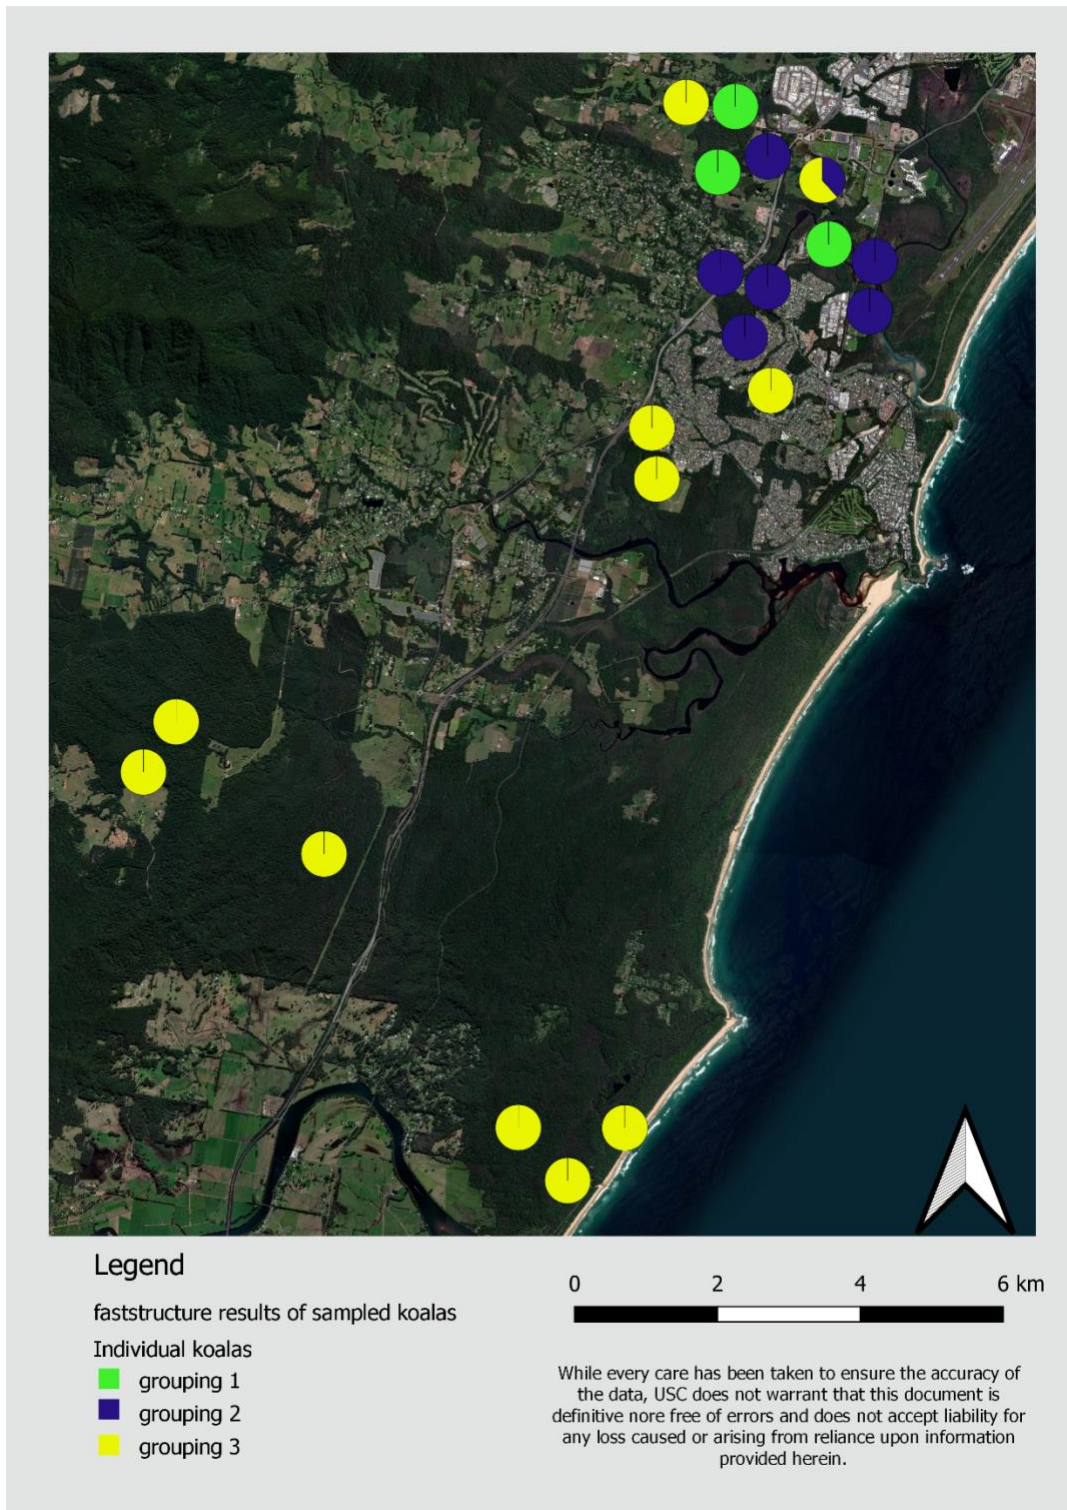 Legend
faststructure results of sampled koalas
Individual koalas
grouping 1
grouping 2
grouping 3
0 2 4 6 km
While every care has been taken to ensure the accuracy of
the data, USC does not warrant that this document is
definitive nore free of errors and does not accept liability for
any loss caused or arising from reliance upon information
provided herein.